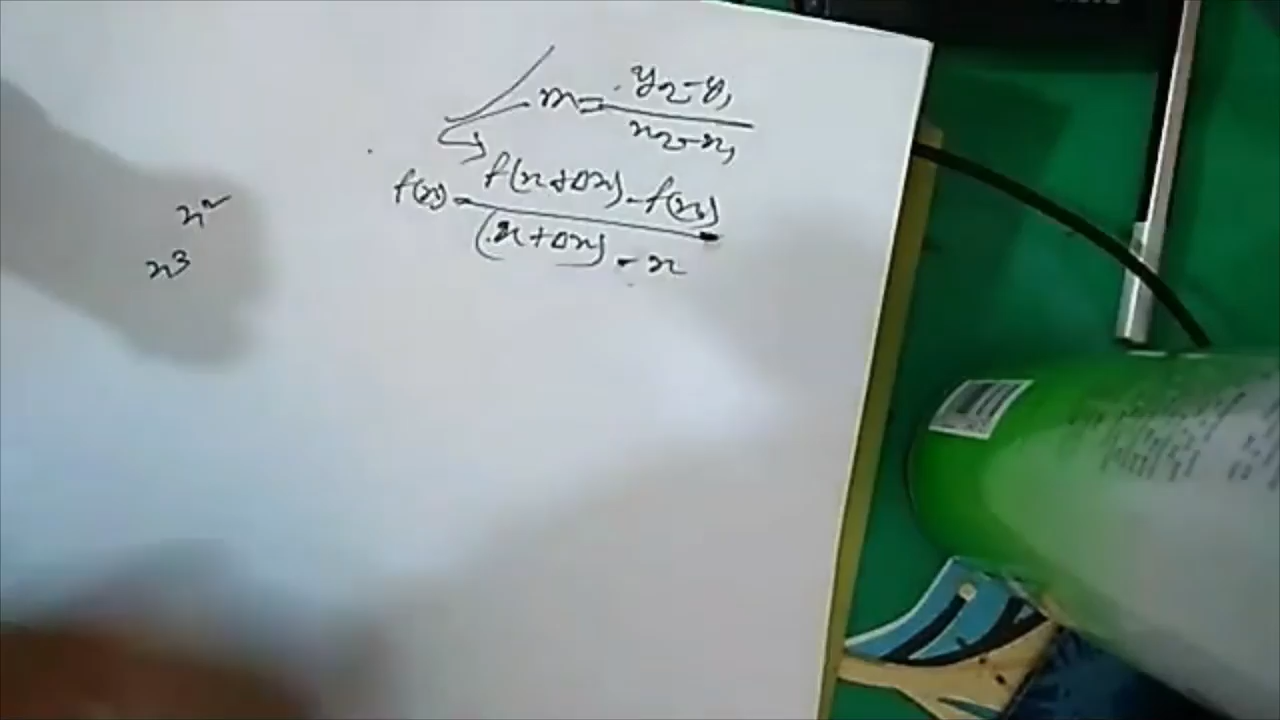 m = y₂-y₁ / x₂-x₁
f(x) = f(x+Δx) - f(x) / (x+Δx) - x
x²
x³